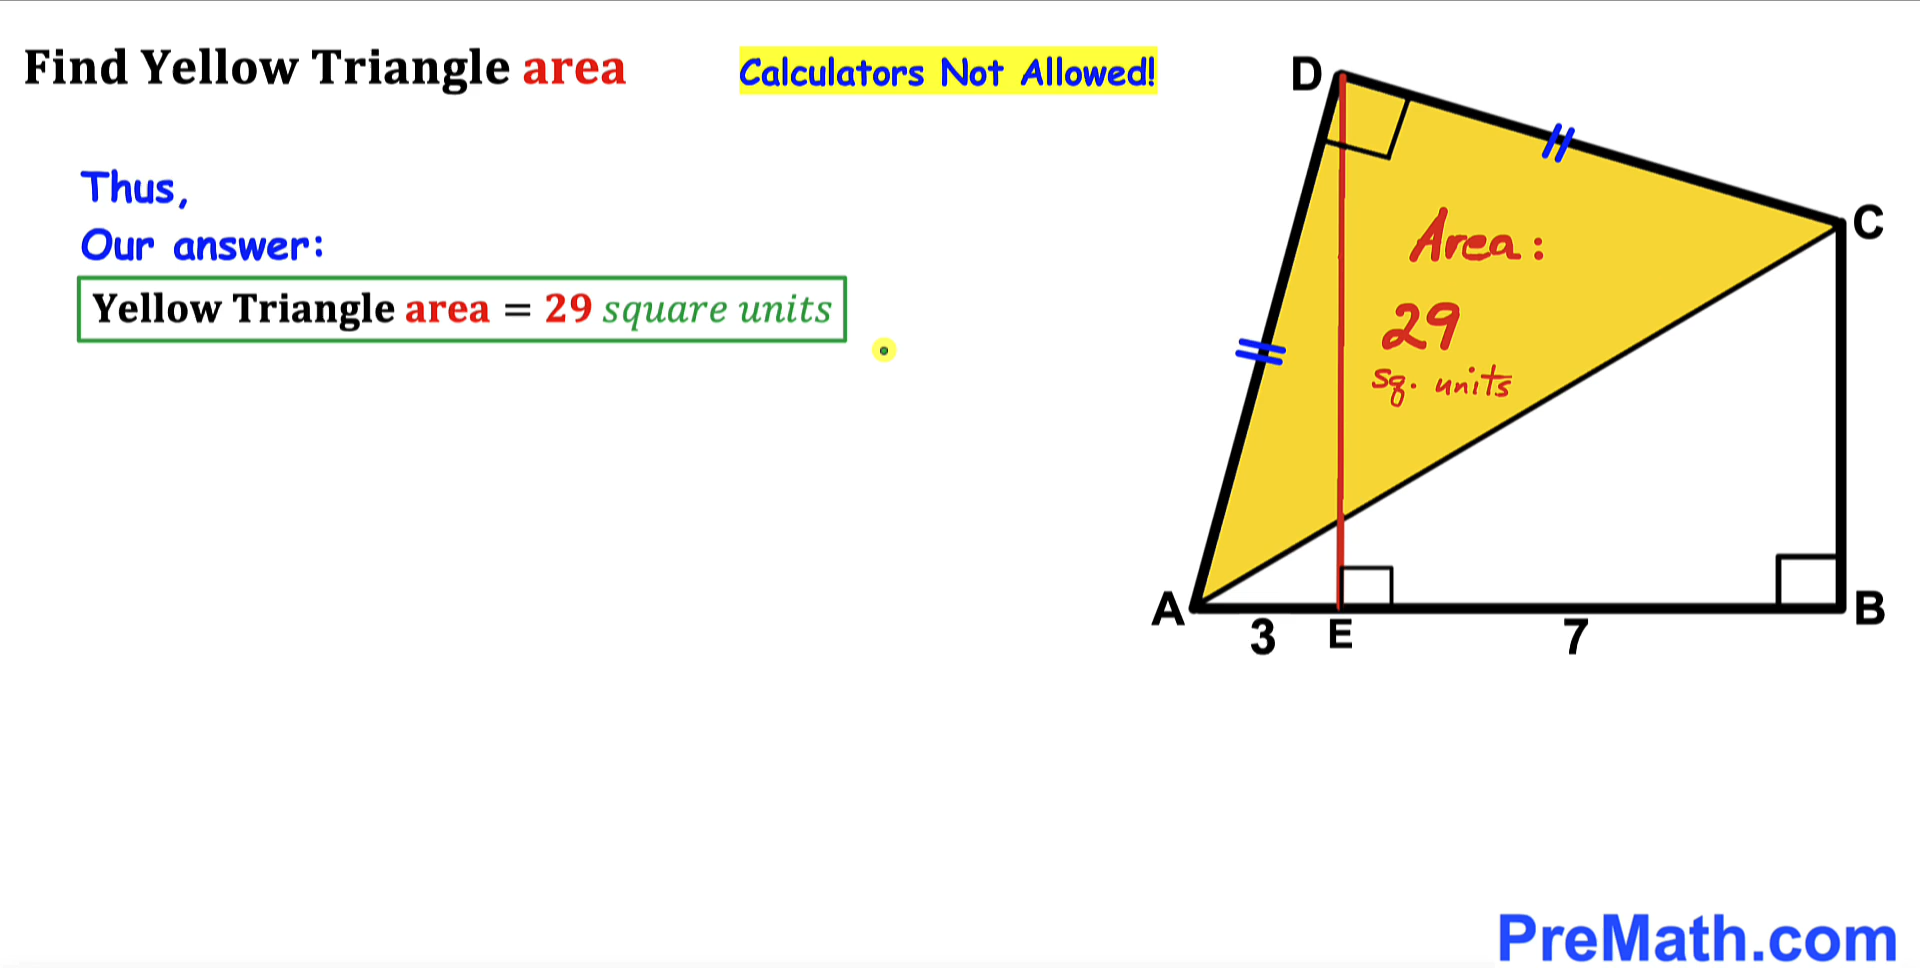 Find Yellow Triangle area
Calculators Not Allowed!
Thus,
Our answer:
Yellow Triangle area = 29 square units
D
C
Area:
29
sq. units
A
B
3
E
7
PreMath.com